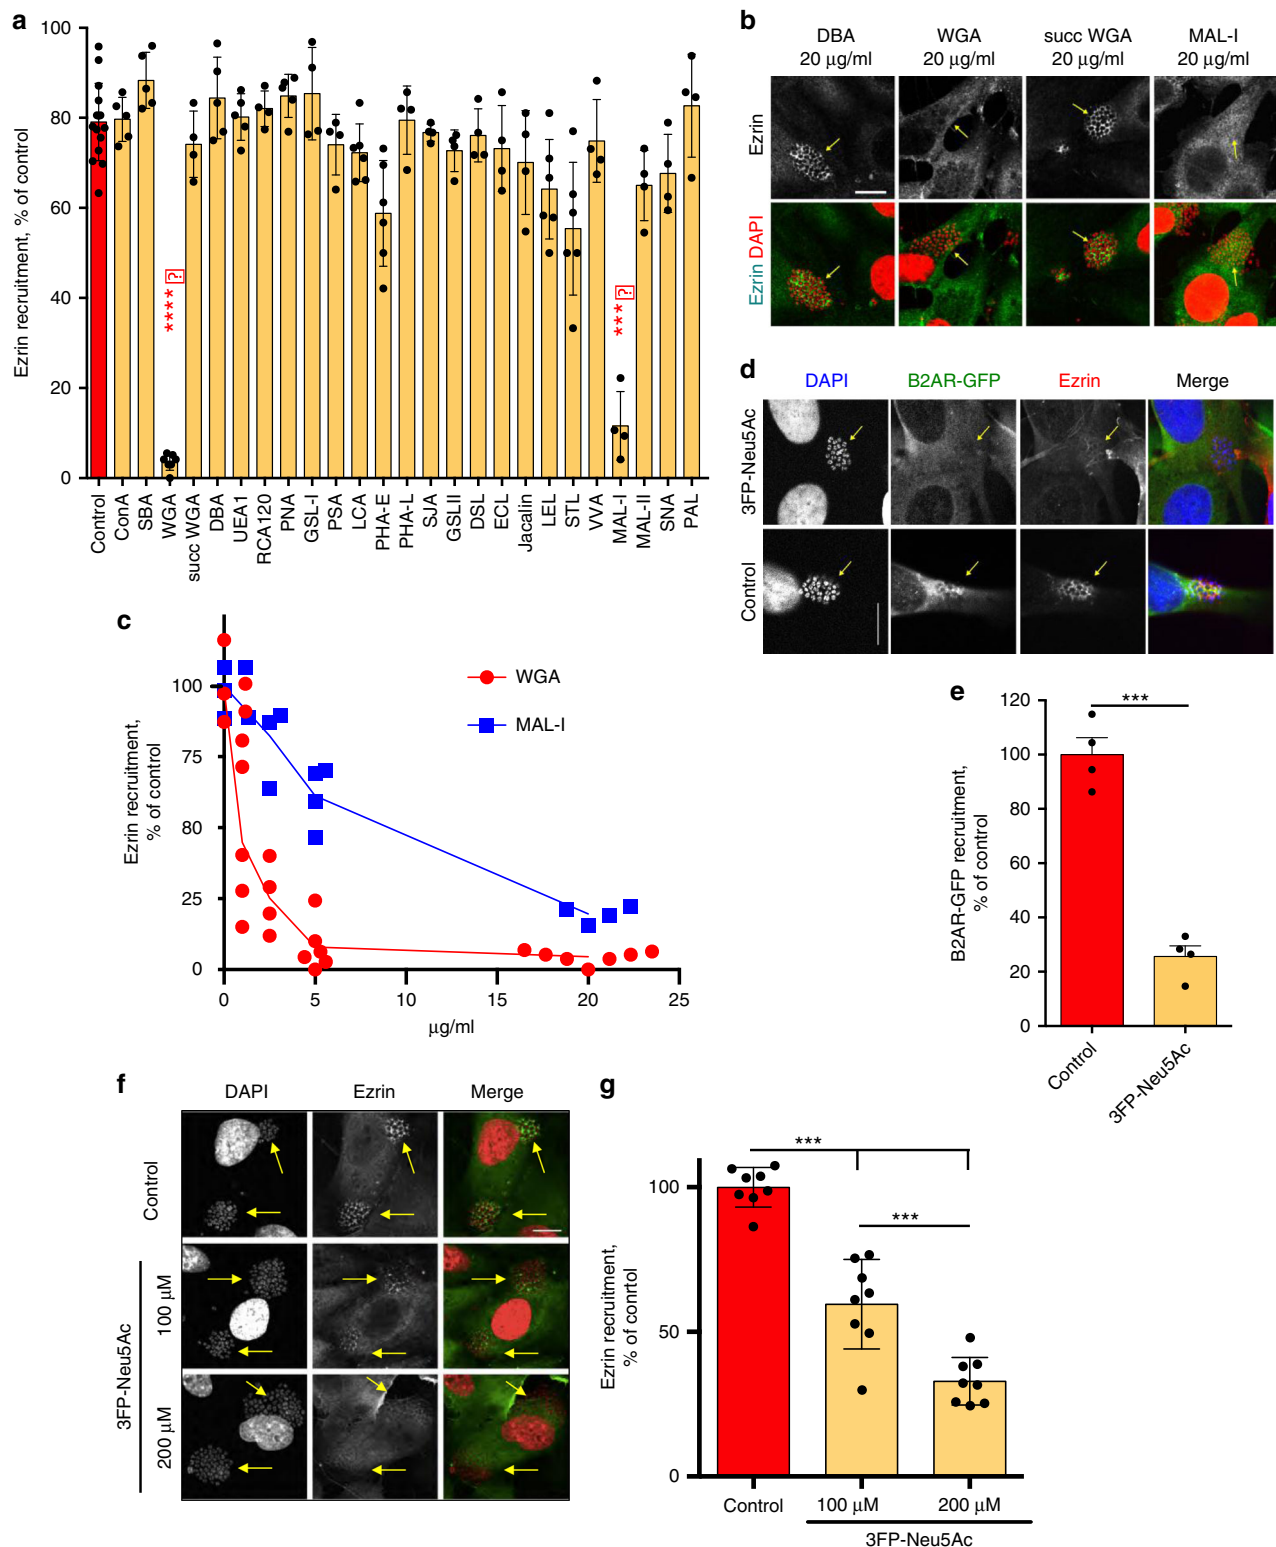 a
Ezrin recruitment, % of control
100
80
60
40
20
0
**** ?
*** ?
Control
ConA
SBA
WGA
succ WGA
DBA
UEA1
RCA120
PNA
GSL-I
PSA
LCA
PHA-E
PHA-L
SJA
GSLII
DSL
ECL
Jacalin
LEL
STL
VVA
MAL-I
MAL-II
SNA
PAL
b
DBA
20 μg/ml
WGA
20 μg/ml
succ WGA
20 μg/ml
MAL-I
20 μg/ml
Ezrin
Ezrin DAPI
c
Ezrin recruitment,
% of control
100
75
80
25
0
0
5
10
15
20
25
μg/ml
WGA
MAL-I
d
DAPI
B2AR-GFP
Ezrin
Merge
3FP-Neu5Ac
Control
e
B2AR-GFP recruitment,
% of control
120
100
80
60
40
20
0
***
Control
3FP-Neu5Ac
f
DAPI
Ezrin
Merge
Control
100 μM
200 μM
3FP-Neu5Ac
g
Ezrin recruitment,
% of conrtol
100
50
0
***
***
Control
100 μM
200 μM
3FP-Neu5Ac